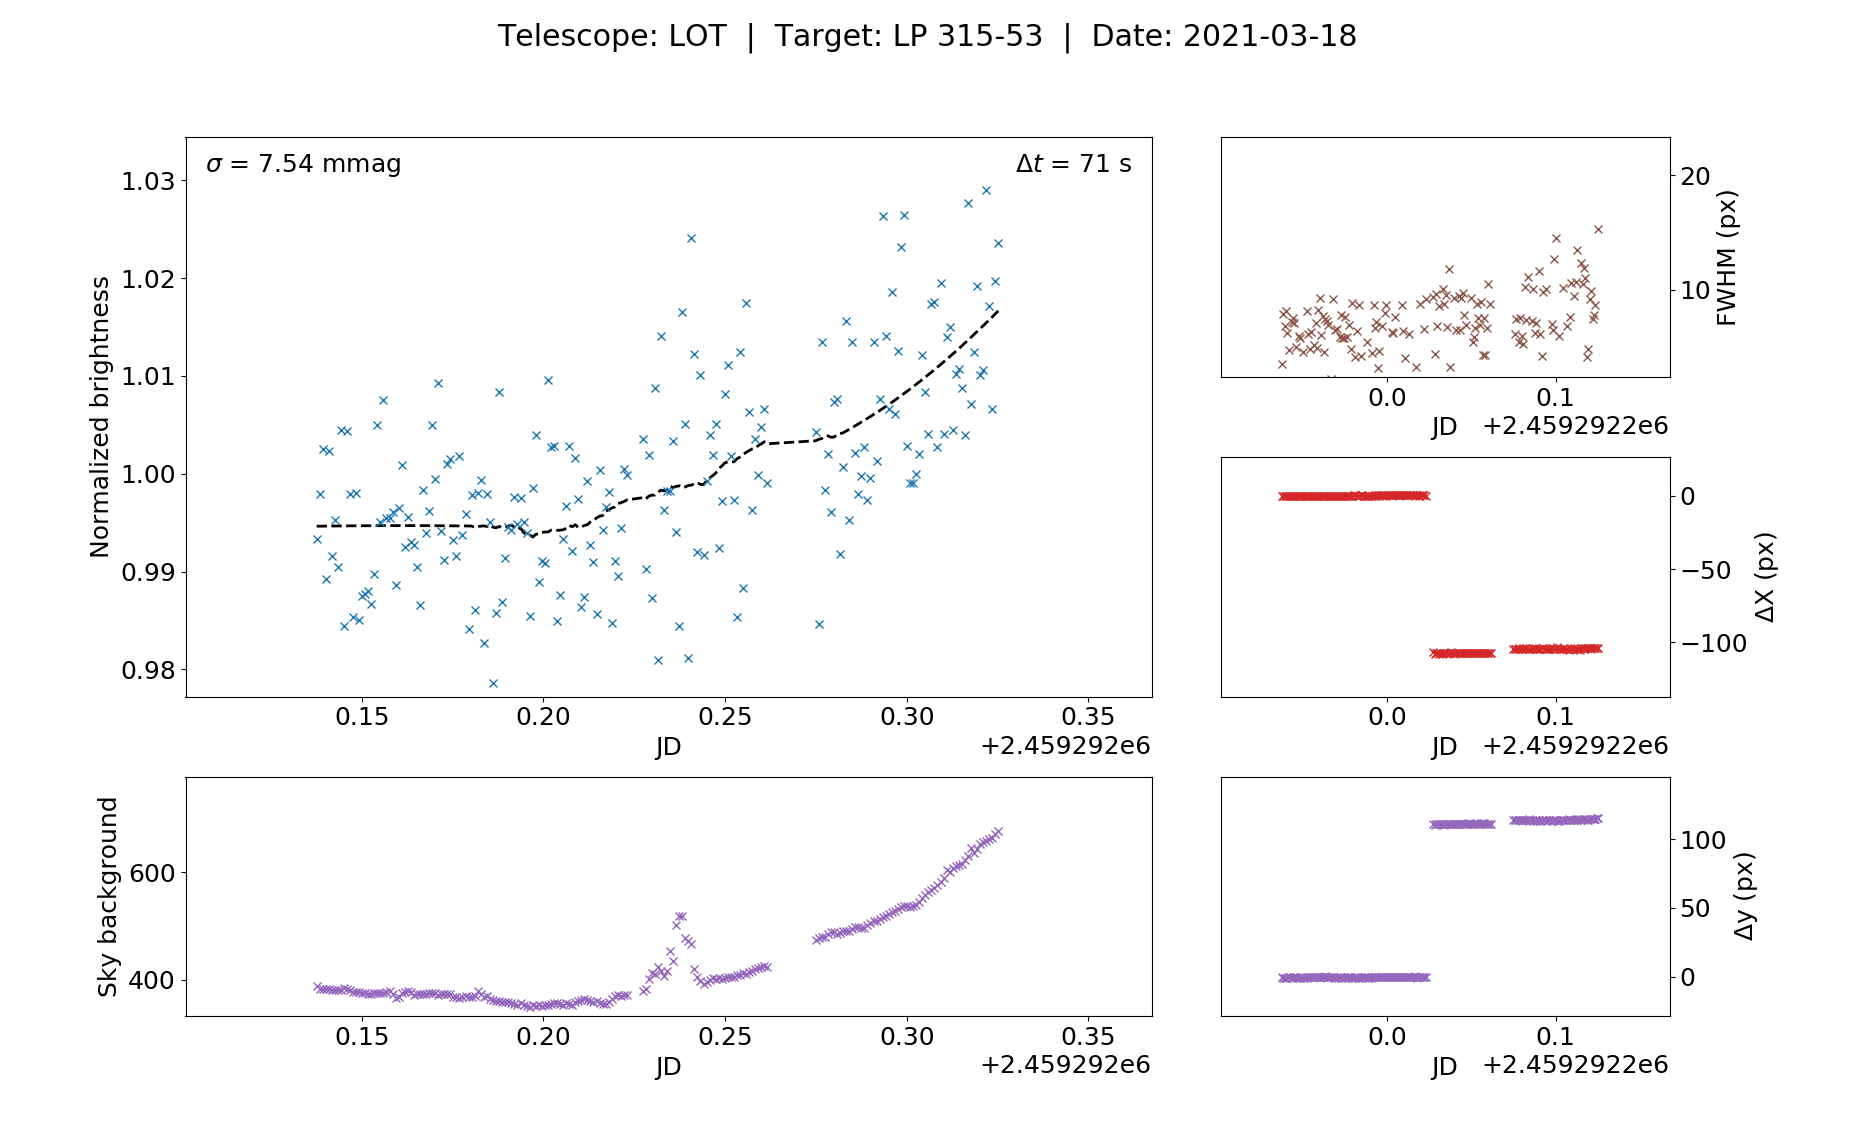 Telescope: LOT | Target: LP 315-53 | Date: 2021-03-18
σ = 7.54 mmag
Δt = 71 s
Normalized brightness
1.03
1.02
1.01
1.00
0.99
0.98
0.15
0.20
0.25
0.30
0.35
JD
+2.459292e6
20
10
FWHM (px)
0.0
0.1
JD
+2.4592922e6
0
−50
−100
ΔX (px)
0.0
0.1
JD
+2.4592922e6
Sky background
600
400
0.15
0.20
0.25
0.30
0.35
JD
+2.459292e6
100
50
0
Δy (px)
0.0
0.1
JD
+2.4592922e6